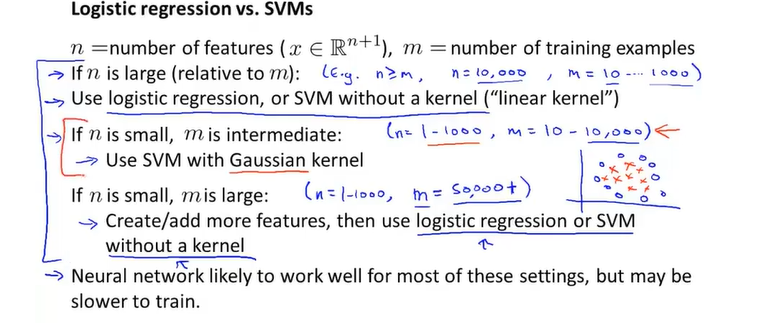 Logistic regression vs. SVMs
n =number of features (x ∈ ℝⁿ⁺¹), m = number of training examples
→ If n is large (relative to m): (E.g. n ≥ m, n = 10,000, m = 10 ---- 1000)
→ Use logistic regression, or SVM without a kernel (“linear kernel”)
→ If n is small, m is intermediate: (n = 1-1000, m = 10 - 10,000) ←
→ Use SVM with Gaussian kernel
If n is small, m is large: (n = 1-1000, m = 50,000+)
→ Create/add more features, then use logistic regression or SVM
without a kernel
→ Neural network likely to work well for most of these settings, but may be
slower to train.